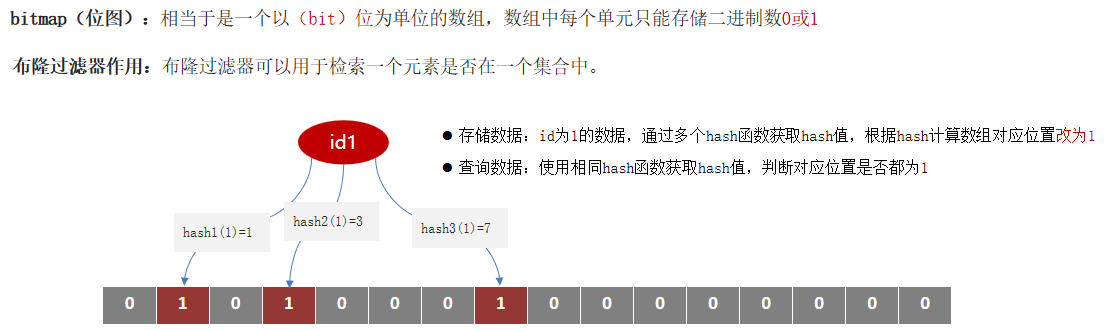 bitmap（位图）：相当于是一个以（bit）位为单位的数组，数组中每个单元只能存储二进制数0或1
布隆过滤器作用：布隆过滤器可以用于检索一个元素是否在一个集合中。
id1
● 存储数据：id为1的数据，通过多个hash函数获取hash值，根据hash计算数组对应位置改为1
● 查询数据：使用相同hash函数获取hash值，判断对应位置是否都为1
hash1(1)=1
hash2(1)=3
hash3(1)=7
0 1 0 1 0 0 0 1 0 0 0 0 0 0 0 0